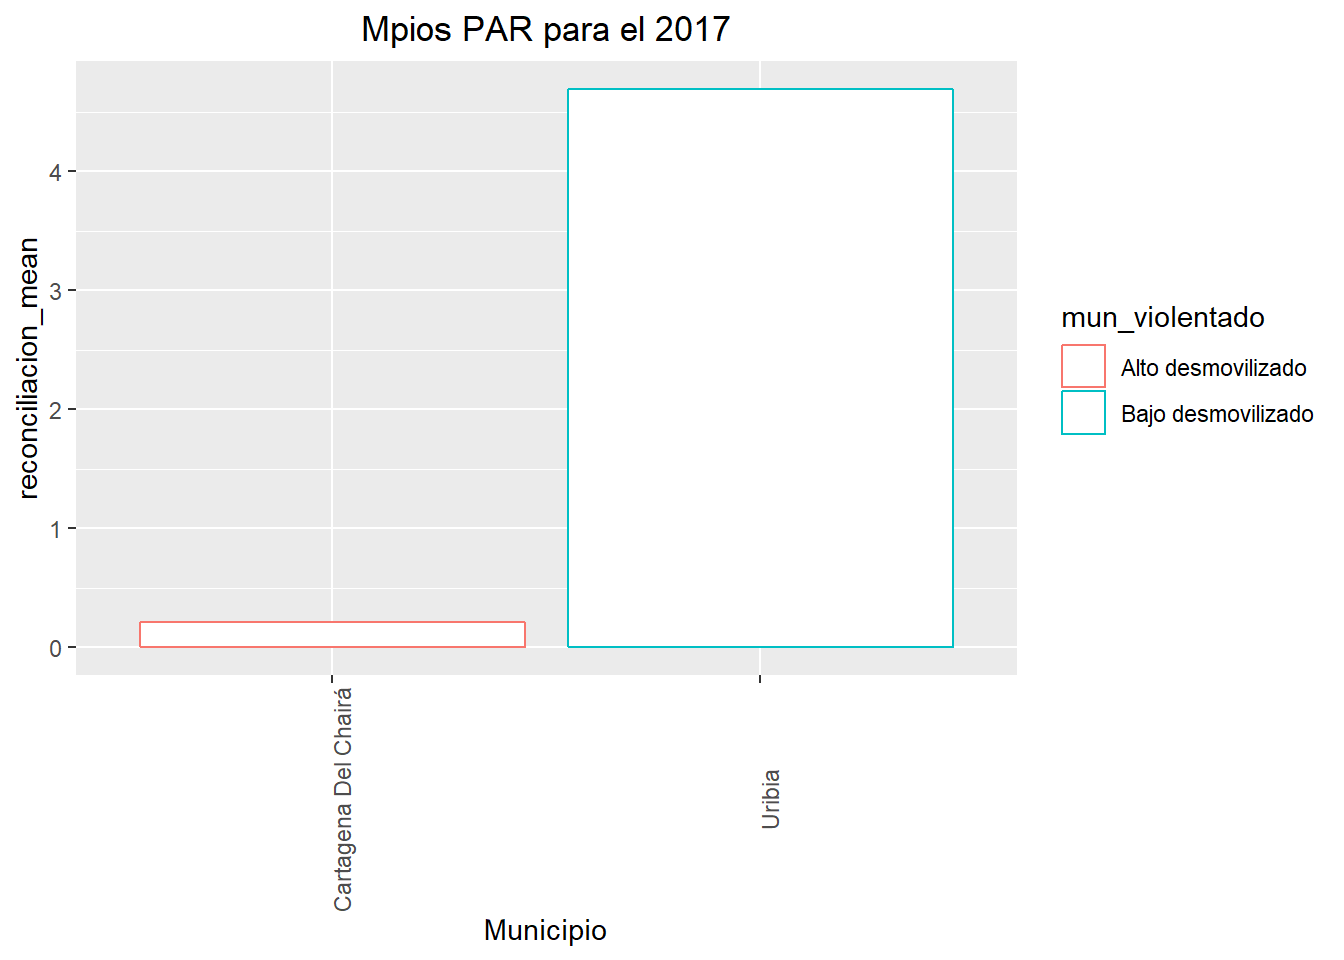 Mpios PAR para el 2017
reconciliacion_mean
4
3
2
1
0
Cartagena Del Chairá
Uribia
Municipio
mun_violentado
Alto desmovilizado
Bajo desmovilizado